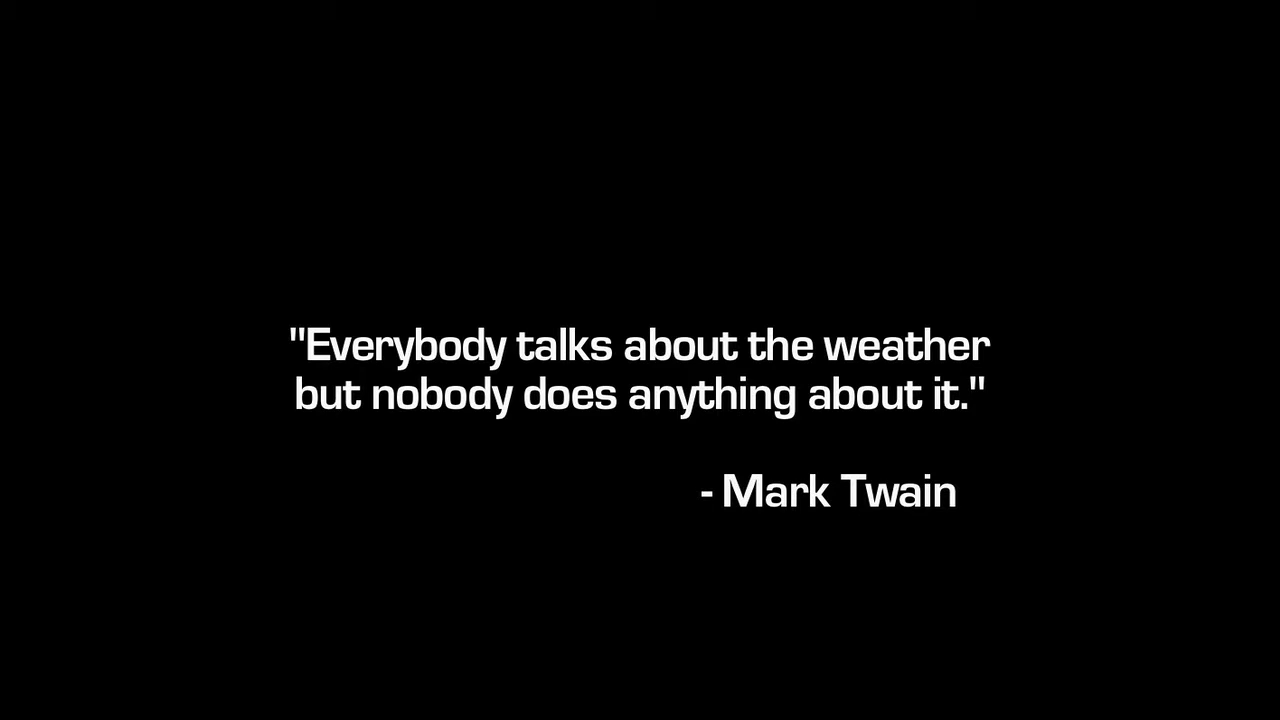 "Everybody talks about the weather
but nobody does anything about it."
- Mark Twain